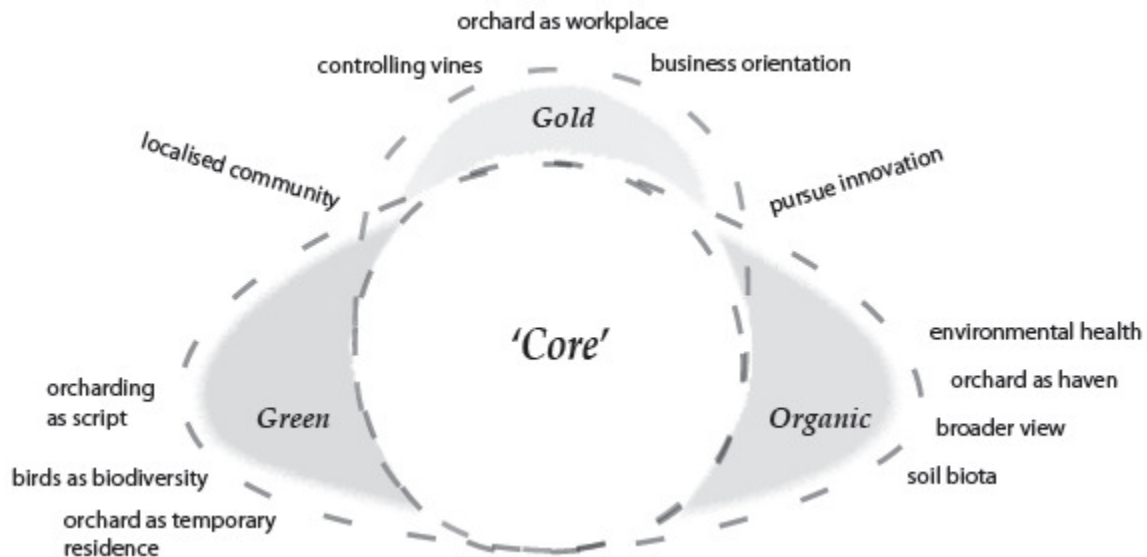 orchard as workplace
controlling vines
business orientation
Gold
localised community
pursue innovation
'Core'
environmental health
orchard as haven
orcharding
as script
Green
Organic
broader view
birds as biodiversity
soil biota
orchard as temporary
residence